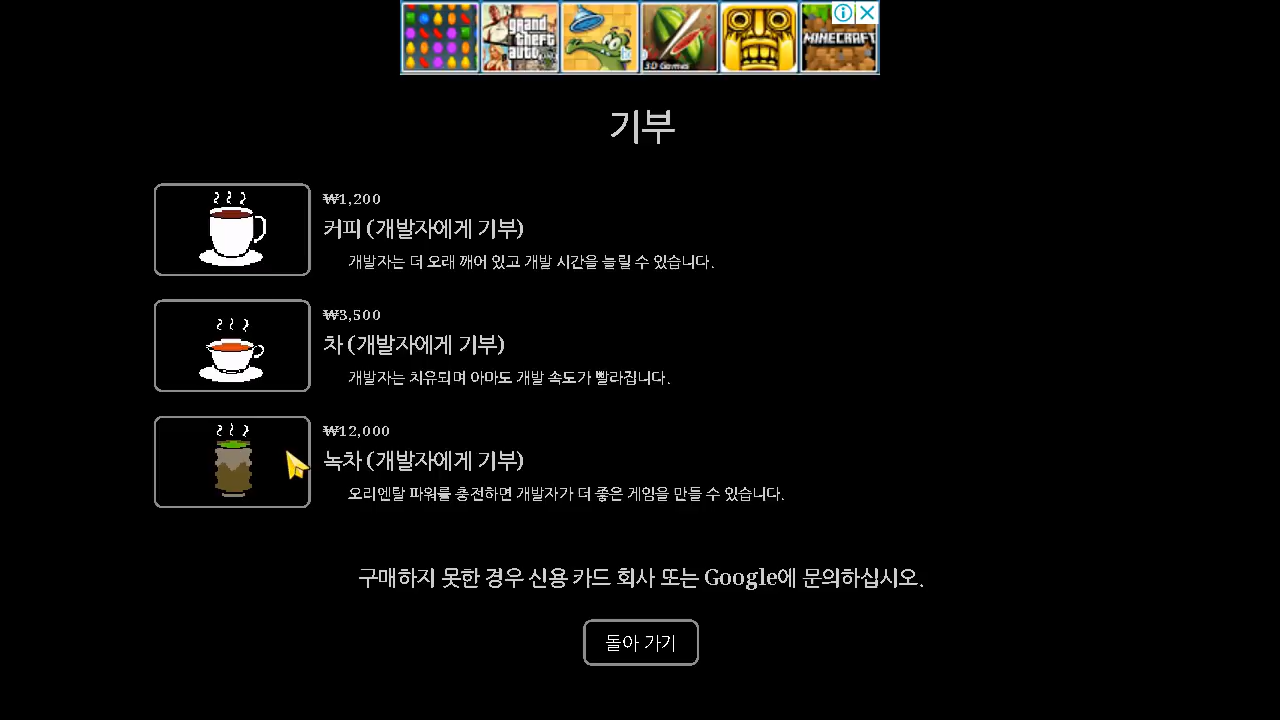 grand
theft
auto
3D Games
MINECRAFT
기부
₩1,200
커피 (개발자에게 기부)
개발자는 더 오래 깨어 있고 개발 시간을 늘릴 수 있습니다.
₩3,500
차 (개발자에게 기부)
개발자는 치유되며 아마도 개발 속도가 빨라집니다.
₩12,000
녹차 (개발자에게 기부)
오리엔탈 파워를 충전하면 개발자가 더 좋은 게임을 만들 수 있습니다.
구매하지 못한 경우 신용 카드 회사 또는 Google에 문의하십시오.
돌아 가기